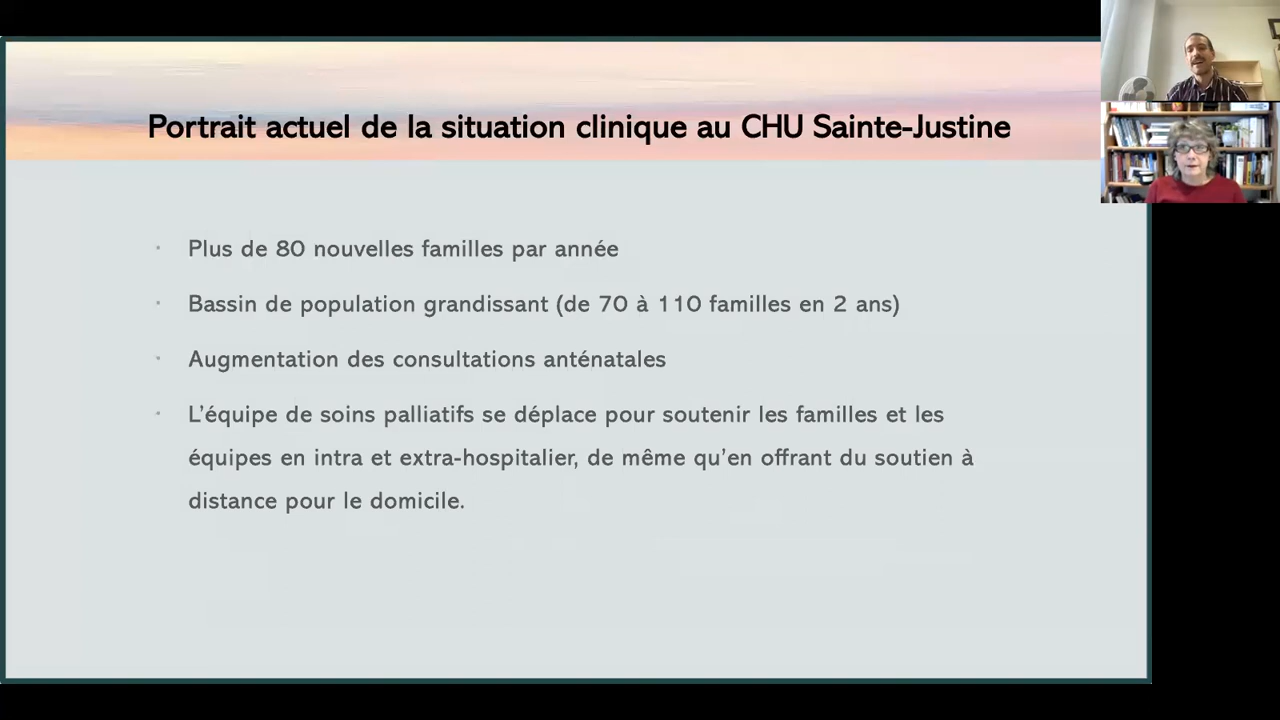 Portrait actuel de la situation clinique au CHU Sainte-Justine
Plus de 80 nouvelles familles par année
Bassin de population grandissant (de 70 à 110 familles en 2 ans)
Augmentation des consultations anténatales
L’équipe de soins palliatifs se déplace pour soutenir les familles et les
équipes en intra et extra-hospitalier, de même qu’en offrant du soutien à
distance pour le domicile.